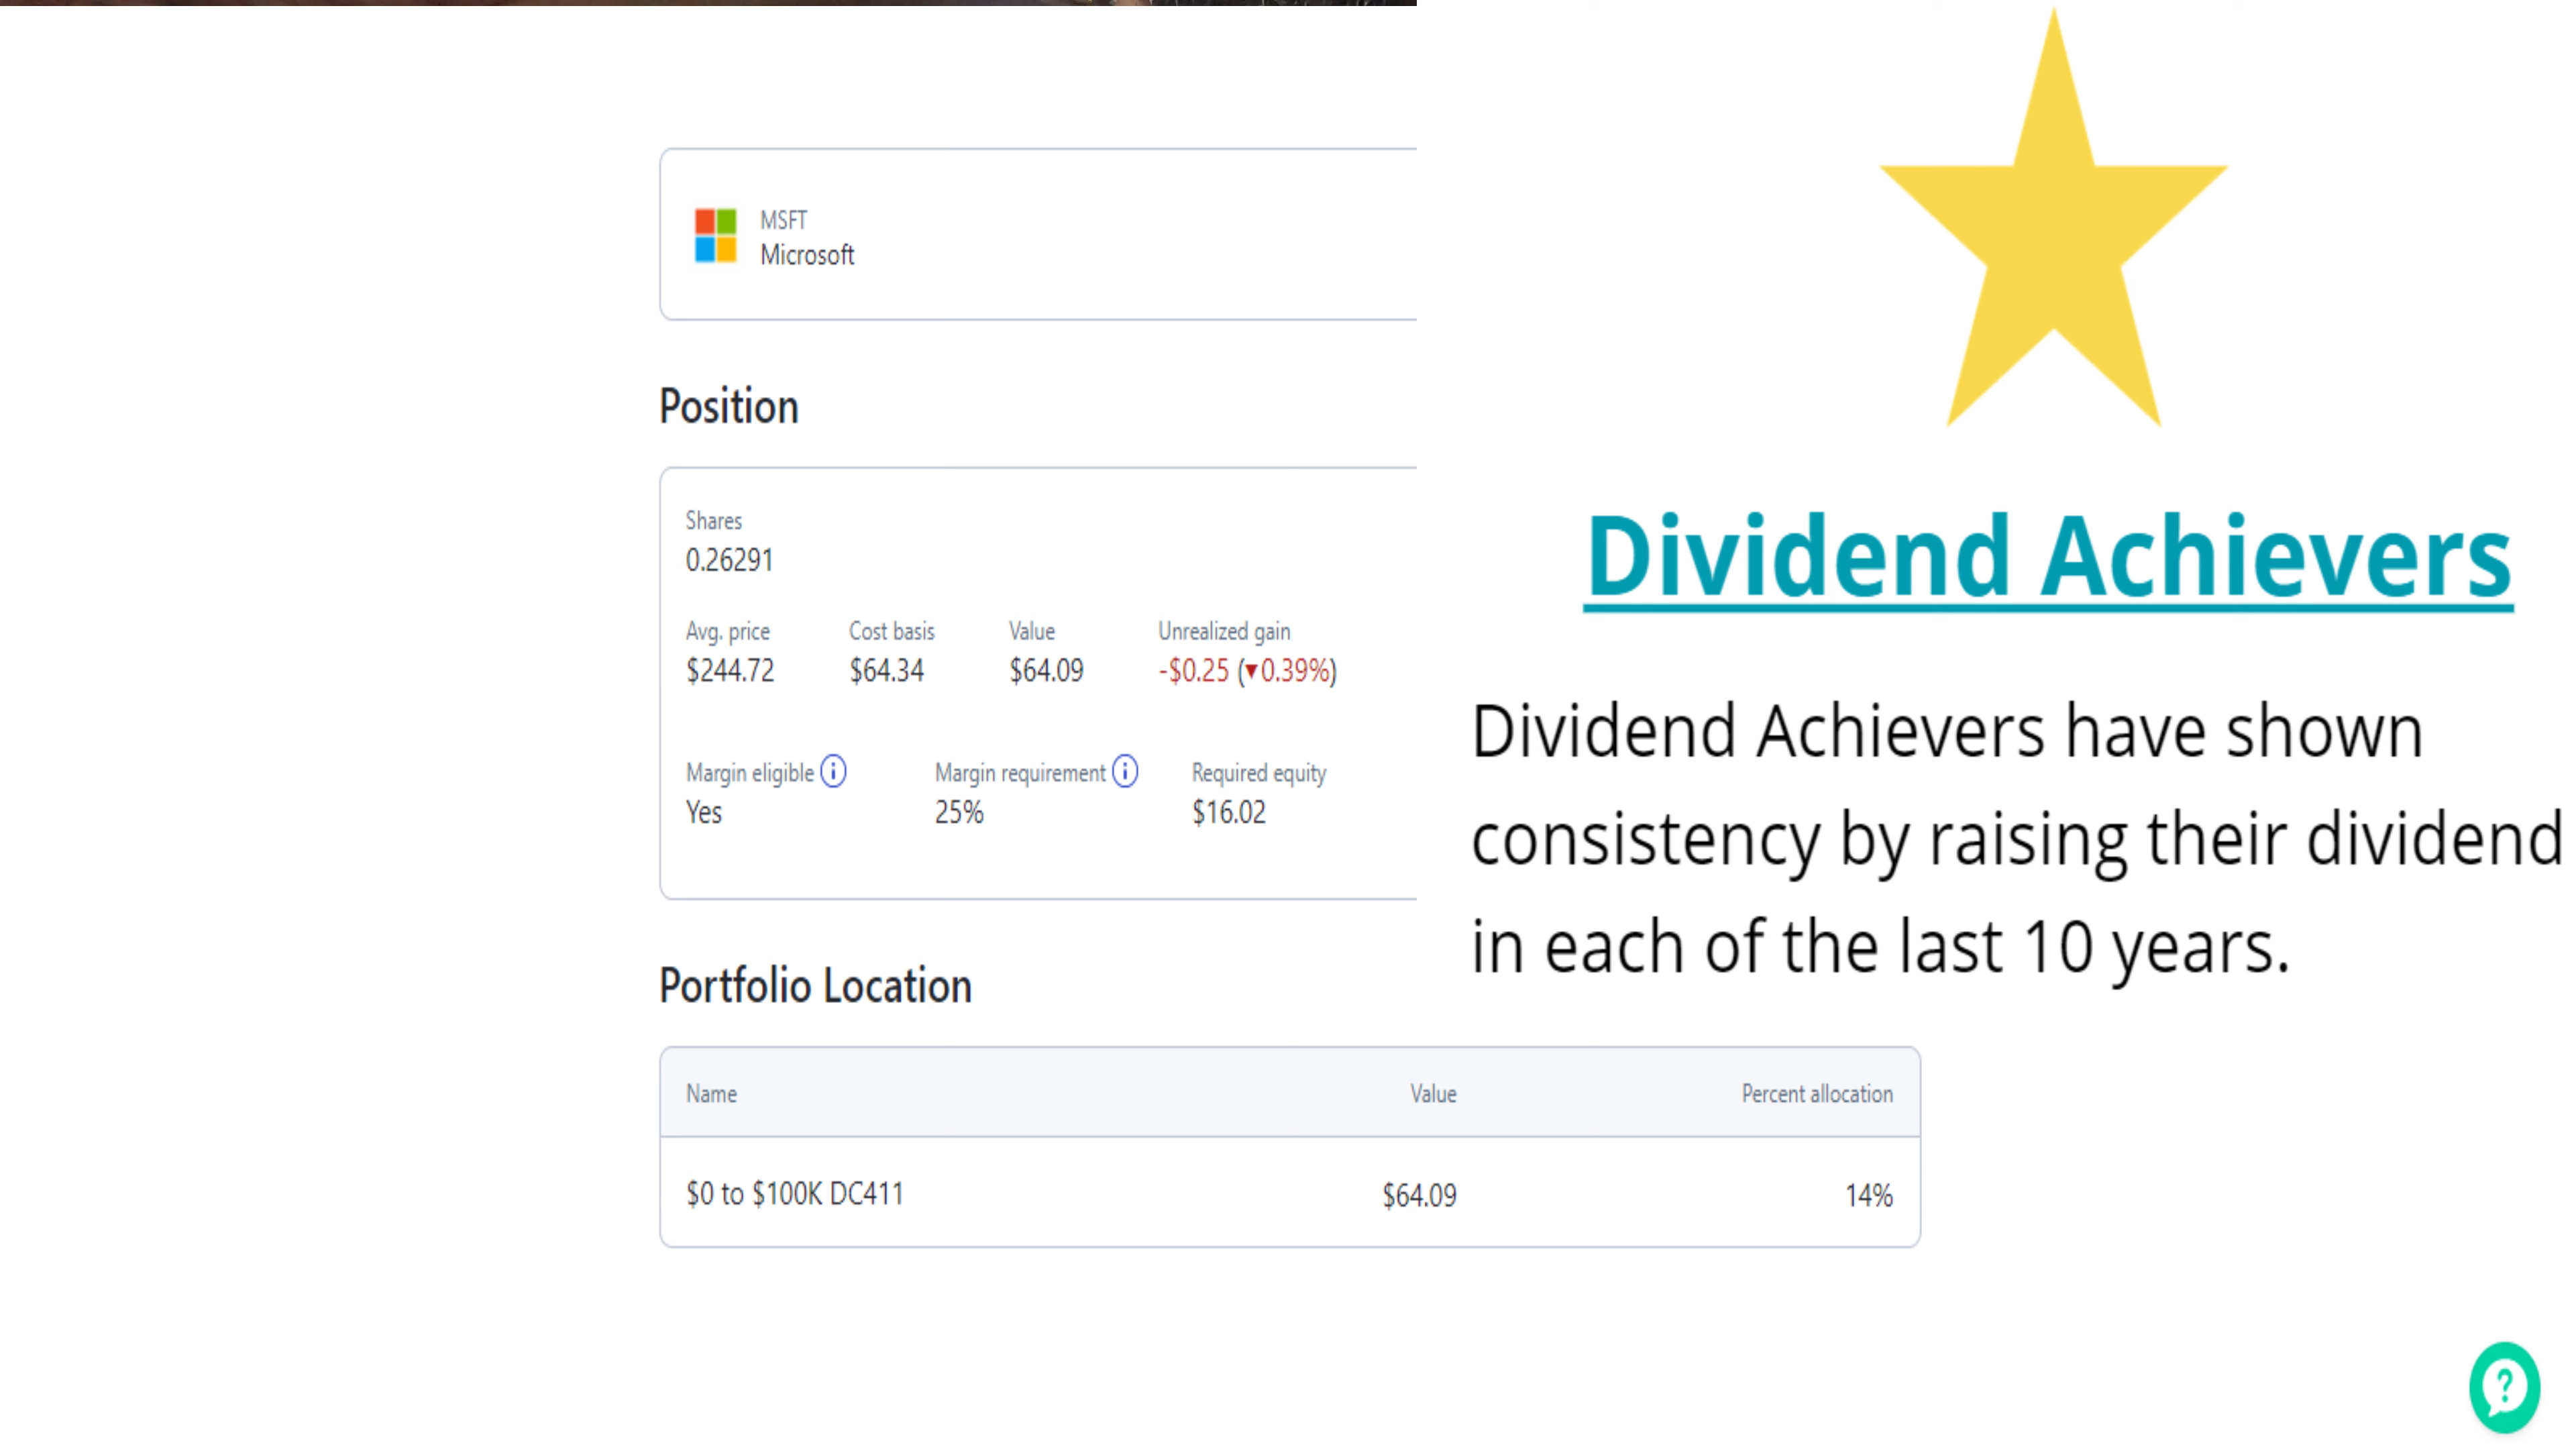 MSFT
Microsoft
Position
Shares
0.26291
Avg. price Cost basis Value Unrealized gain
$244.72 $64.34 $64.09 -$0.25 (▼0.39%)
Margin eligible Margin requirement Required equity
Yes 25% $16.02
Portfolio Location
Name Value Percent allocation
$0 to $100K DC411 $64.09 14%
Dividend Achievers
Dividend Achievers have shown
consistency by raising their dividend
in each of the last 10 years.